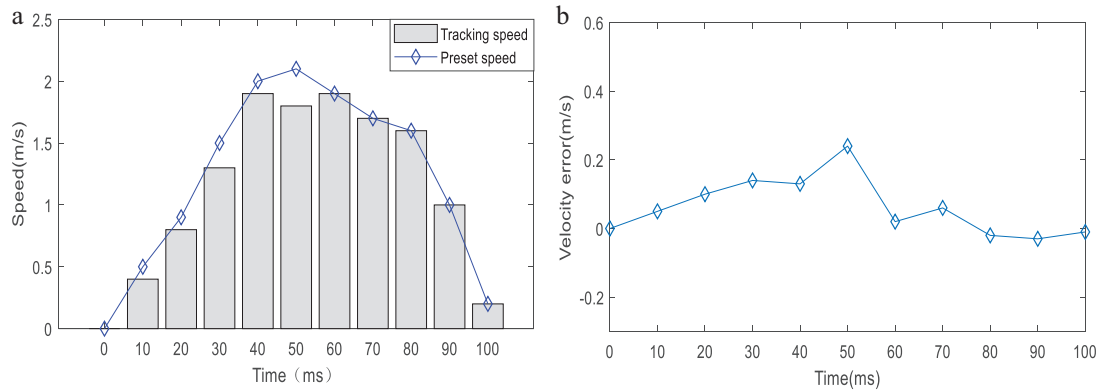 a
2.5
2
1.5
1
0.5
0
Speed(m/s)
Tracking speed
Preset speed
0 10 20 30 40 50 60 70 80 90 100
Time（ms）
b
0.6
0.4
0.2
0
-0.2
Velocity error(m/s)
0 10 20 30 40 50 60 70 80 90 100
Time(ms)